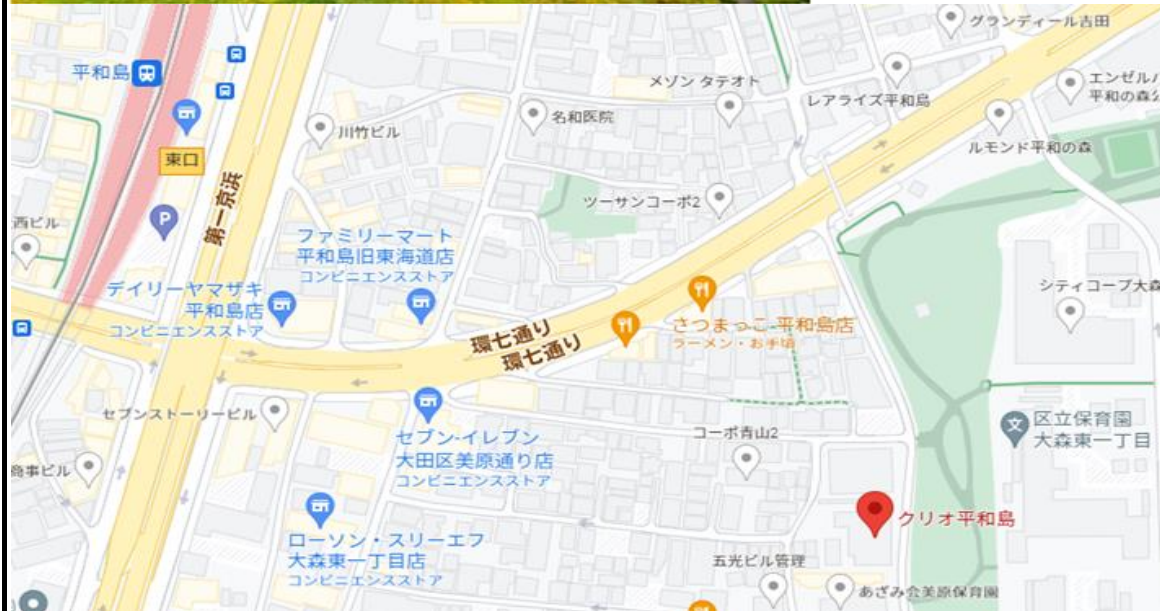 グランディール吉田
平和島
メゾン タテオト
エンゼルハ
平和の森公
レアライズ平和島
名和医院
川竹ビル
ルモンド平和の森
東口
ツーサンコーポ2
第一京浜
西ビル
P
ファミリーマート
平和島旧東海道店
コンビニエンスストア
デイリーヤマザキ
平和島店
コンビニエンスストア
シティコープ大森
さつまっこ 平和島店
ラーメン・お手頃
環七通り
環七通り
セブンストーリービル
セブン-イレブン
大田区美原通り店
コンビニエンスストア
コーポ青山2
文
区立保育園
大森東一丁目
商事ビル
クリオ平和島
ローソン・スリーエフ
大森東一丁目店
コンビニエンスストア
五光ビル管理
あざみ会美原保育園